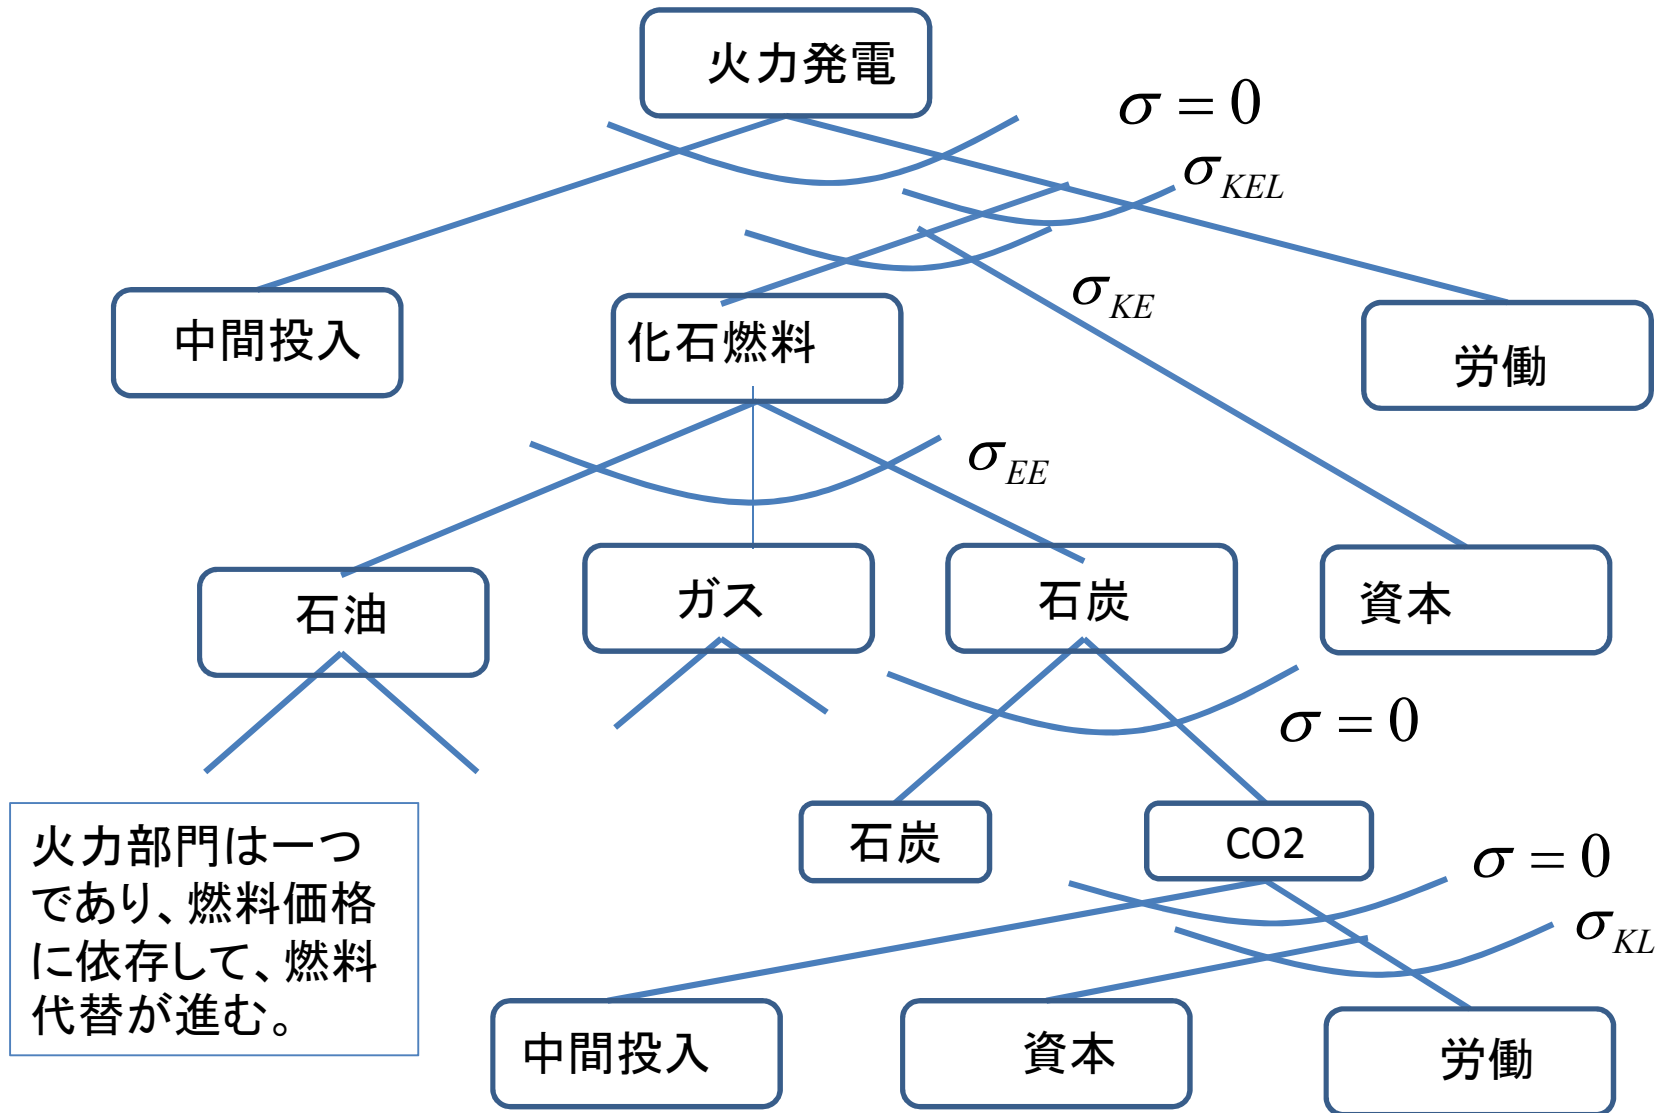 火力発電
σ = 0
σKEL
σKE
中間投入
化石燃料
労働
σEE
石油
ガス
石炭
資本
σ = 0
石炭
CO2
σ = 0
σKL
火力部門は一つ
であり、燃料価格
に依存して、燃料
代替が進む。
中間投入
資本
労働